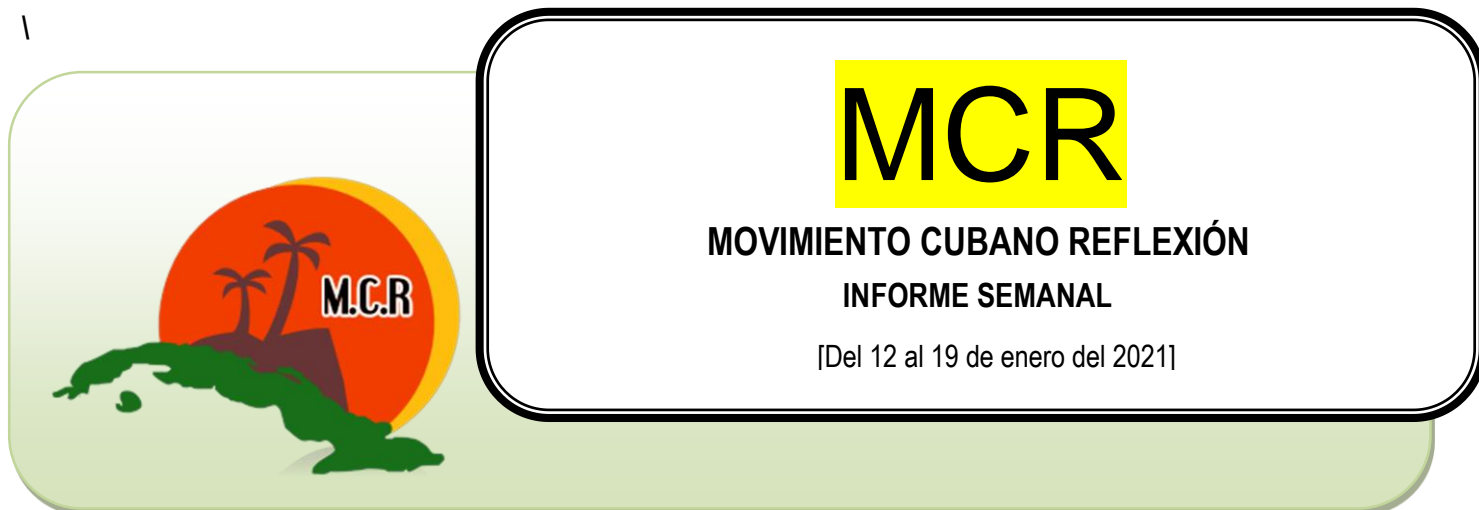 \
MCR
MOVIMIENTO CUBANO REFLEXIÓN
INFORME SEMANAL
[Del 12 al 19 de enero del 2021]
M.C.R